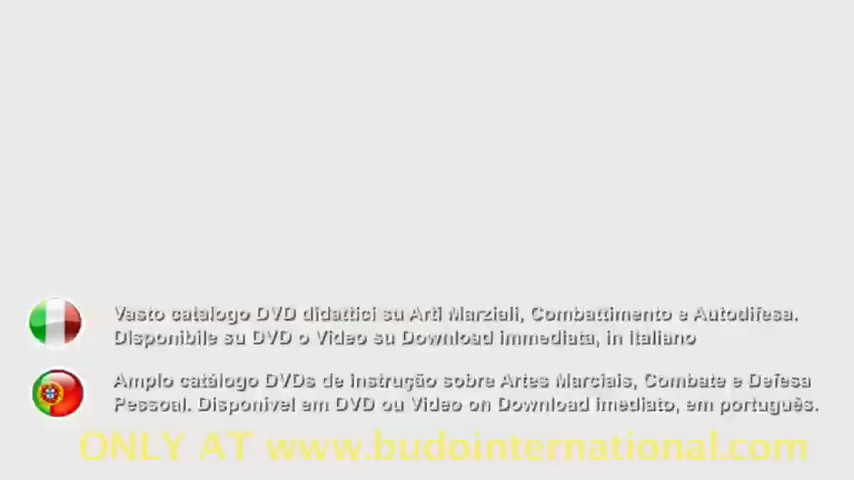 Vasto catalogo DVD didattici su Arti Marziali, Combattimento e Autodifesa.
Disponibile su DVD o Video su Download immediata, in Italiano
Amplo catálogo DVDs de instrução sobre Artes Marciais, Combate e Defesa
Pessoal. Disponivel em DVD ou Video on Download imediato, em português.
ONLY AT www.budointernational.com